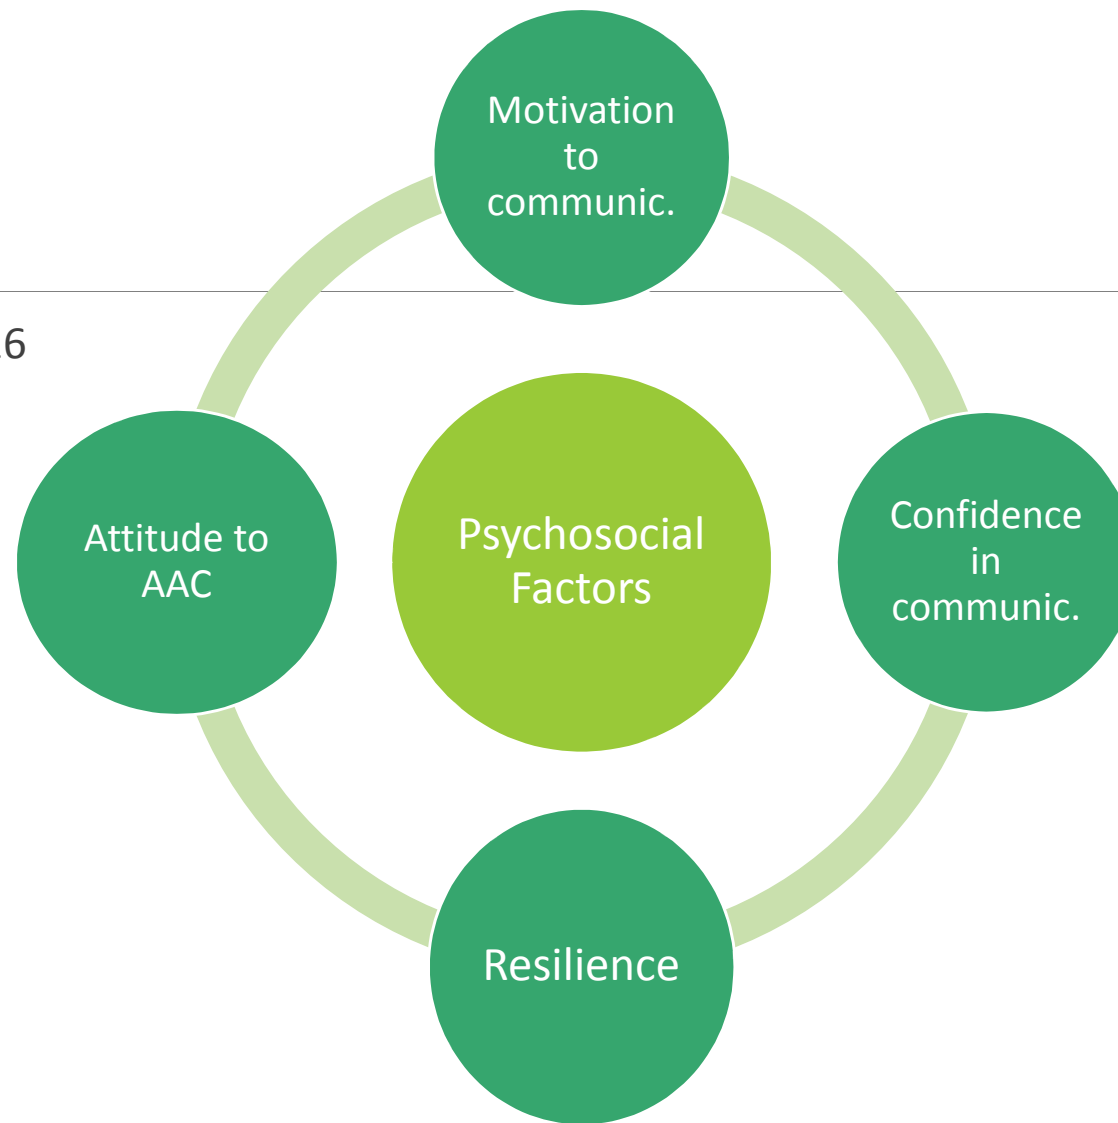 Motivation
to
communic.
6
Attitude to
AAC
Psychosocial
Factors
Confidence
in
communic.
Resilience